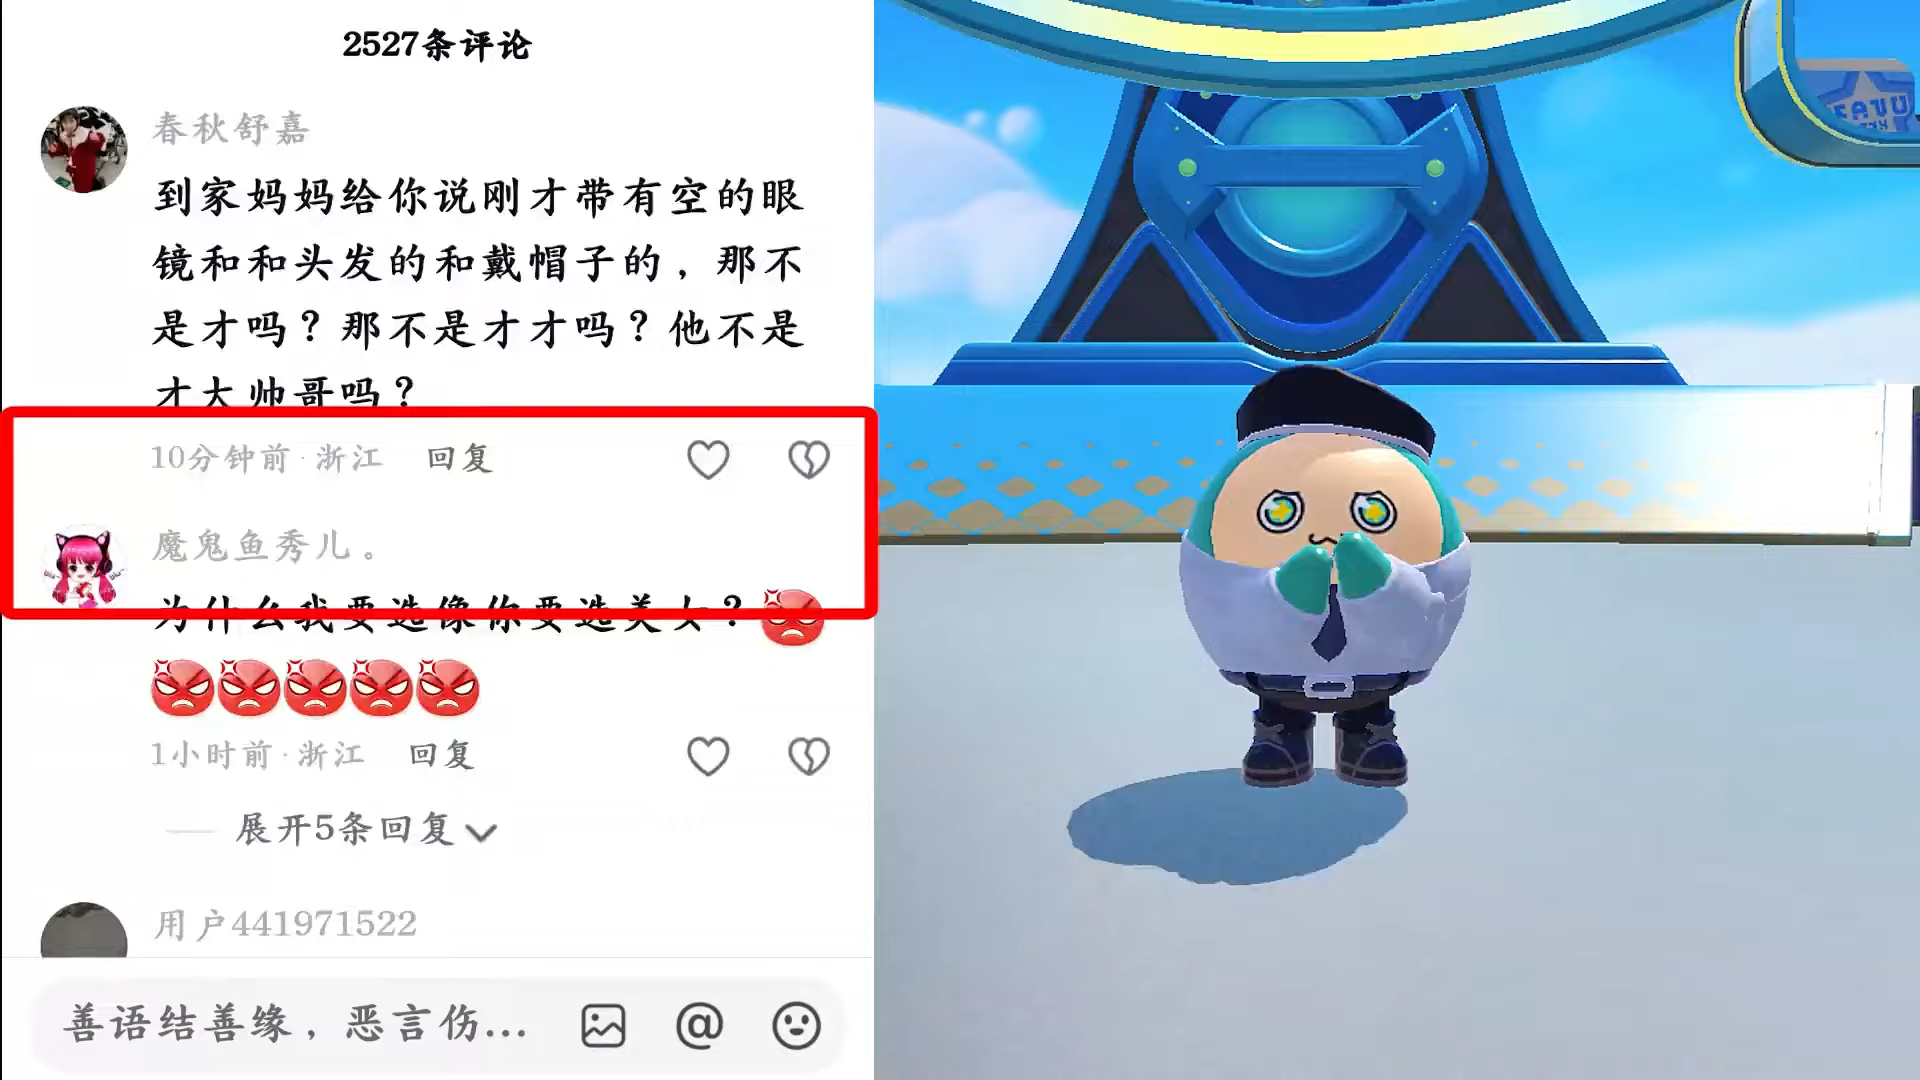 2527条评论
春秋舒嘉
到家妈妈给你说刚才带有空的眼
镜和和头发的和戴帽子的，那不
是才吗？那不是才才吗？他不是
才大帅哥吗？
10分钟前·浙江 回复
魔鬼鱼秀儿。
为什么我要选像你要选美女？
1小时前·浙江 回复
展开5条回复
用户441971522
善语结善缘，恶言伤...